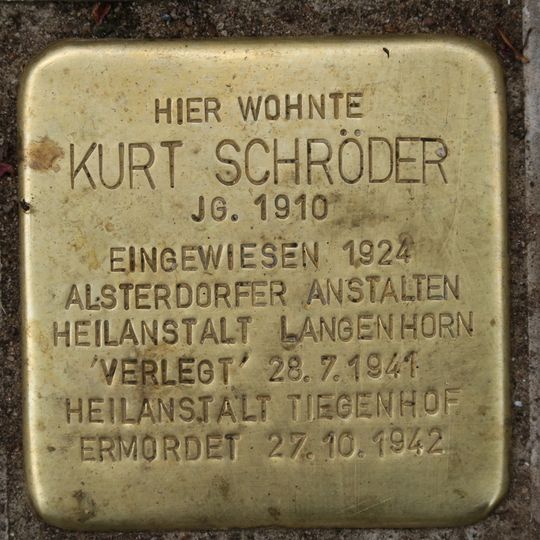 HIER WOHNTE
KURT SCHRÖDER
JG. 1910
EINGEWIESEN 1924
ALSTERDORFER ANSTALTEN
HEILANSTALT LANGENHORN
'VERLEGT' 28.7.1941
HEILANSTALT TIEGENHOF
ERMORDET 27.10.1942